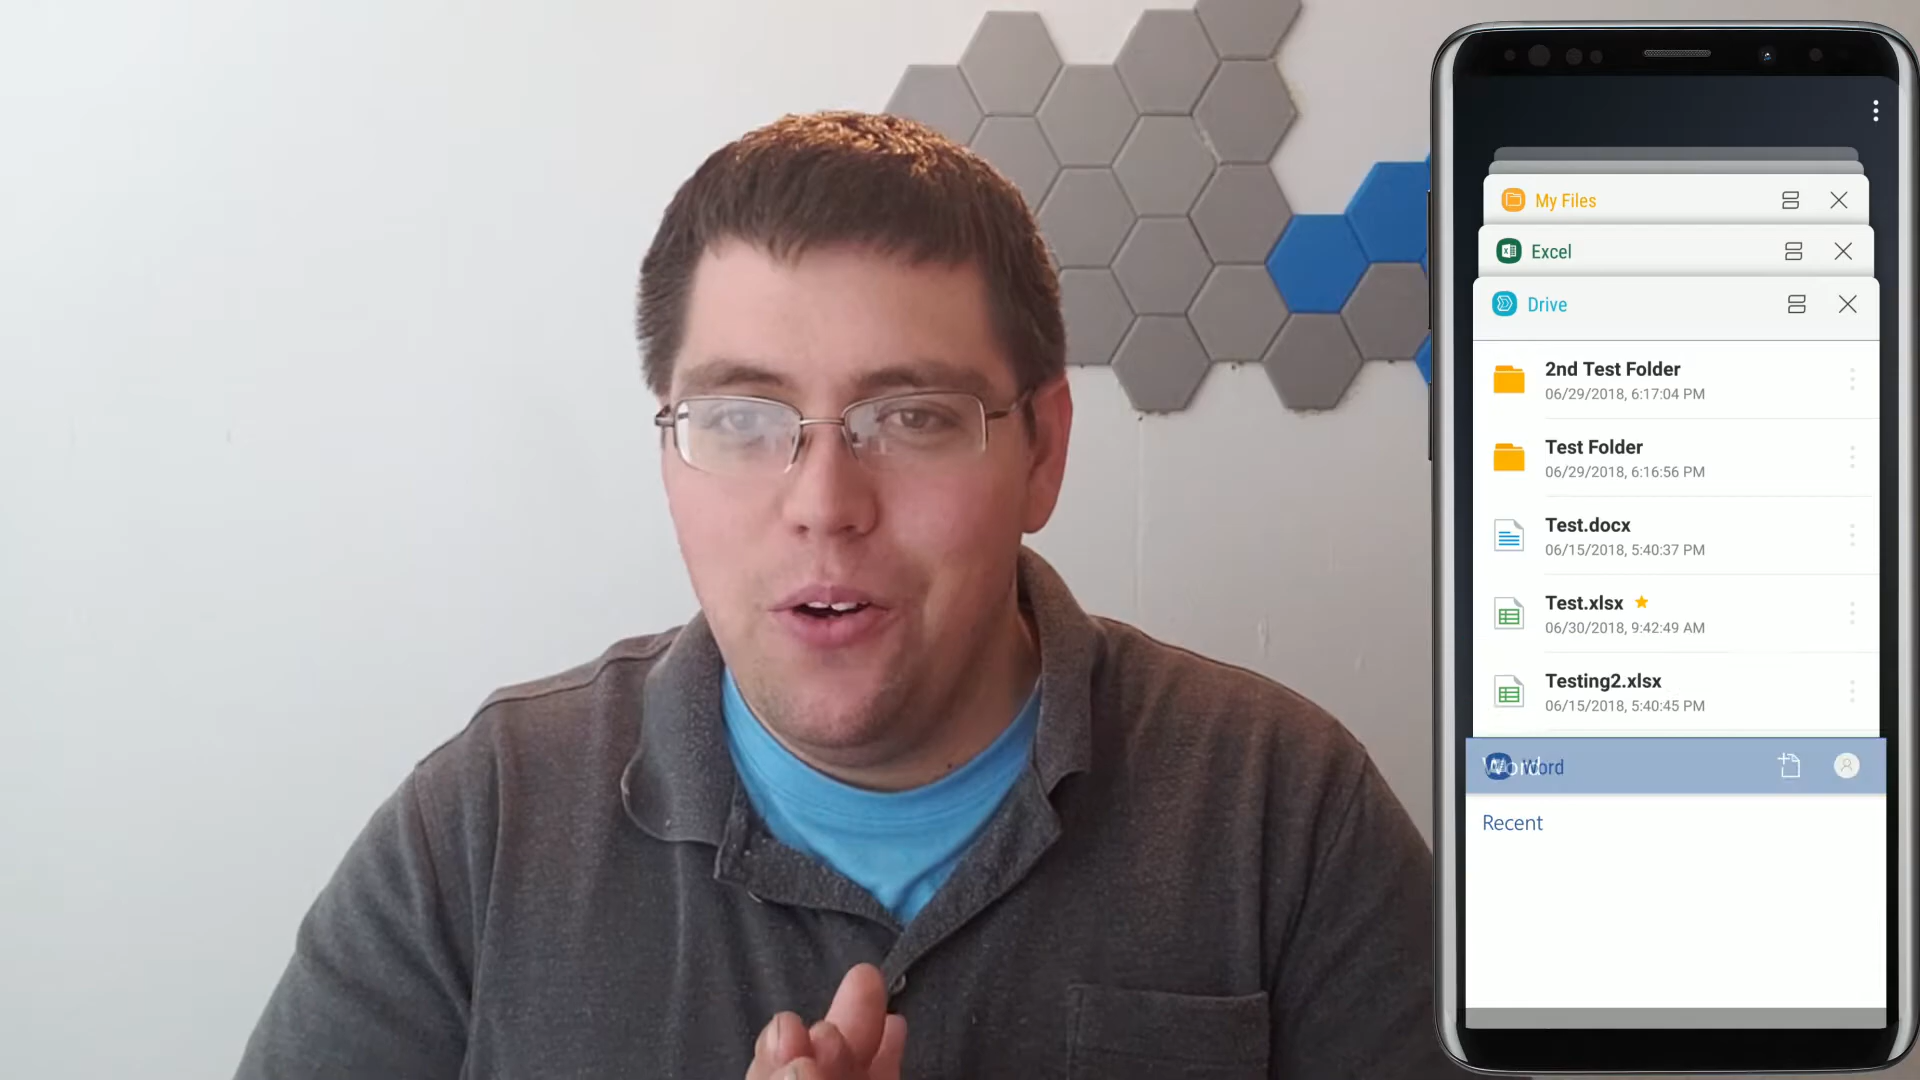 My Files
Excel
Drive
2nd Test Folder
06/29/2018, 6:17:04 PM
Test Folder
06/29/2018, 6:16:56 PM
Test.docx
06/15/2018, 5:40:37 PM
Test.xlsx
06/30/2018, 9:42:49 AM
Testing2.xlsx
06/15/2018, 5:40:45 PM
Word Word
Recent